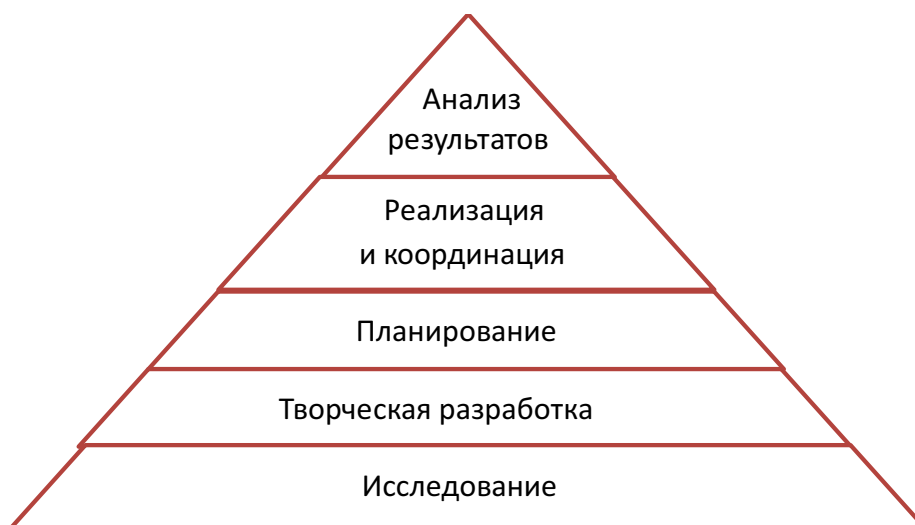 Анализ
результатов
Реализация
и координация
Планирование
Творческая разработка
Исследование